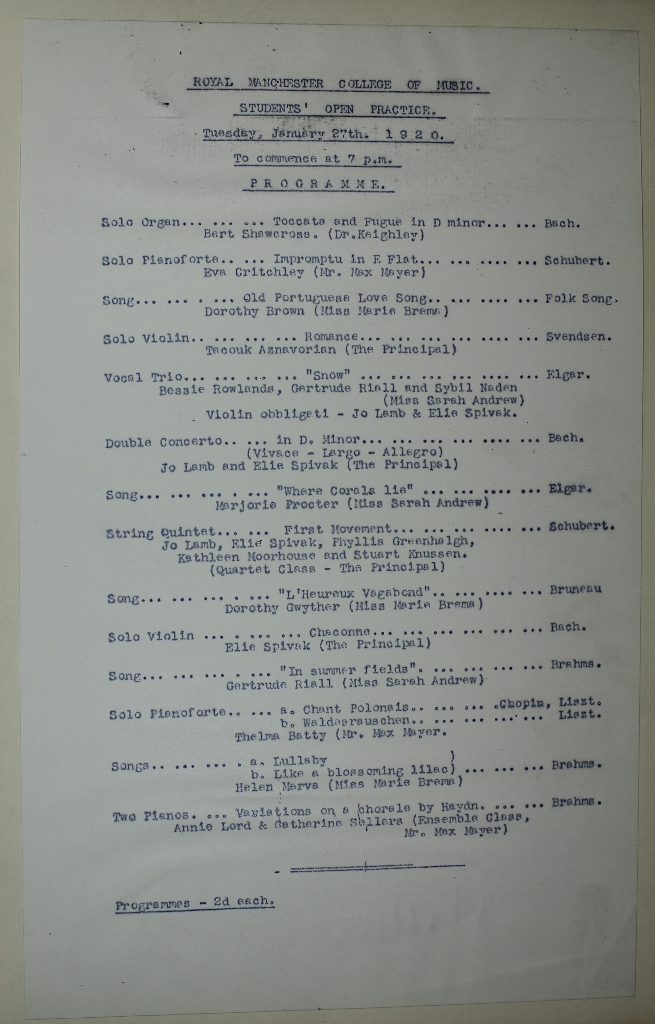 ROYAL MANCHESTER COLLEGE OF MUSIC.
STUDENTS' OPEN PRACTICE.
Tuesday, January 27th. 1 9 2 0.
To commence at 7 p.m.
P R O G R A M M E.
Solo Organ... ... ... Toccata and Fugue in D minor... ... Bach.
Bert Shawcross. (Dr.Keighley)
Solo Pianoforte.. ... Impromptu in E Flat... ... .... ... Schubert.
Eva Critchley (Mr. Max Mayer)
Song... ... . ... Old Portuguese Love Song.. ... .... ... Folk Song.
Dorothy Brown (Miss Marie Brema)
Solo Violin.. ... ... ... Romance... ... ... ... .... ... Svendsen.
Tacouk Aznavorian (The Principal)
Vocal Trio... ... ... ... "Snow" ... ... ... ... .... ... Elgar.
Bessie Rowlands, Gertrude Riall and Sybil Naden
(Miss Sarah Andrew)
Violin obbligati - Jo Lamb & Elie Spivak.
Double Concerto.. ... in D. Minor... ... ... ... .... ... Bach.
(Vivace - Largo - Allegro)
Jo Lamb and Elie Spivak (The Principal)
Song... ... ... . ... "Where Corals lie" ... ... .... ... Elgar.
Marjorie Procter (Miss Sarah Andrew)
String Quintet... ... First Movement... ... ... ... .... ... Schubert.
Jo Lamb, Elie Spivak, Phyllis Greenhalgh,
Kathleen Moorhouse and Stuart Knussen.
(Quartet Class - The Principal)
Song... ... ... . ... "L'Heureux Vagabond".. ... .... ... Bruneau
Dorothy Gwyther (Miss Marie Brema)
Solo Violin ... . ... ... Chaconne... ... ... ... .... ... Bach.
Elie Spivak (The Principal)
Song... ... ... . ... "In summer fields". ... ... .... ... Brahms.
Gertrude Riall (Miss Sarah Andrew)
Solo Pianoforte.. ... a. Chant Polonais.. ... ... .Chopin, Liszt.
b. Waldesrauschen.. ... ... .... ... Liszt.
Thelma Batty (Mr. Max Mayer.
Songs.. ... ... . a. Lullaby )
b. Like a blossoming lilac) ... .... ... Brahms.
Helen Merva (Miss Marie Brema)
Two Pianos. ... Variations on a chorale by Haydn. ... ... Brahms.
Annie Lord & Catherine Sellers (Ensemble Class,
Mr. Max Mayer)
Programmes - 2d each.